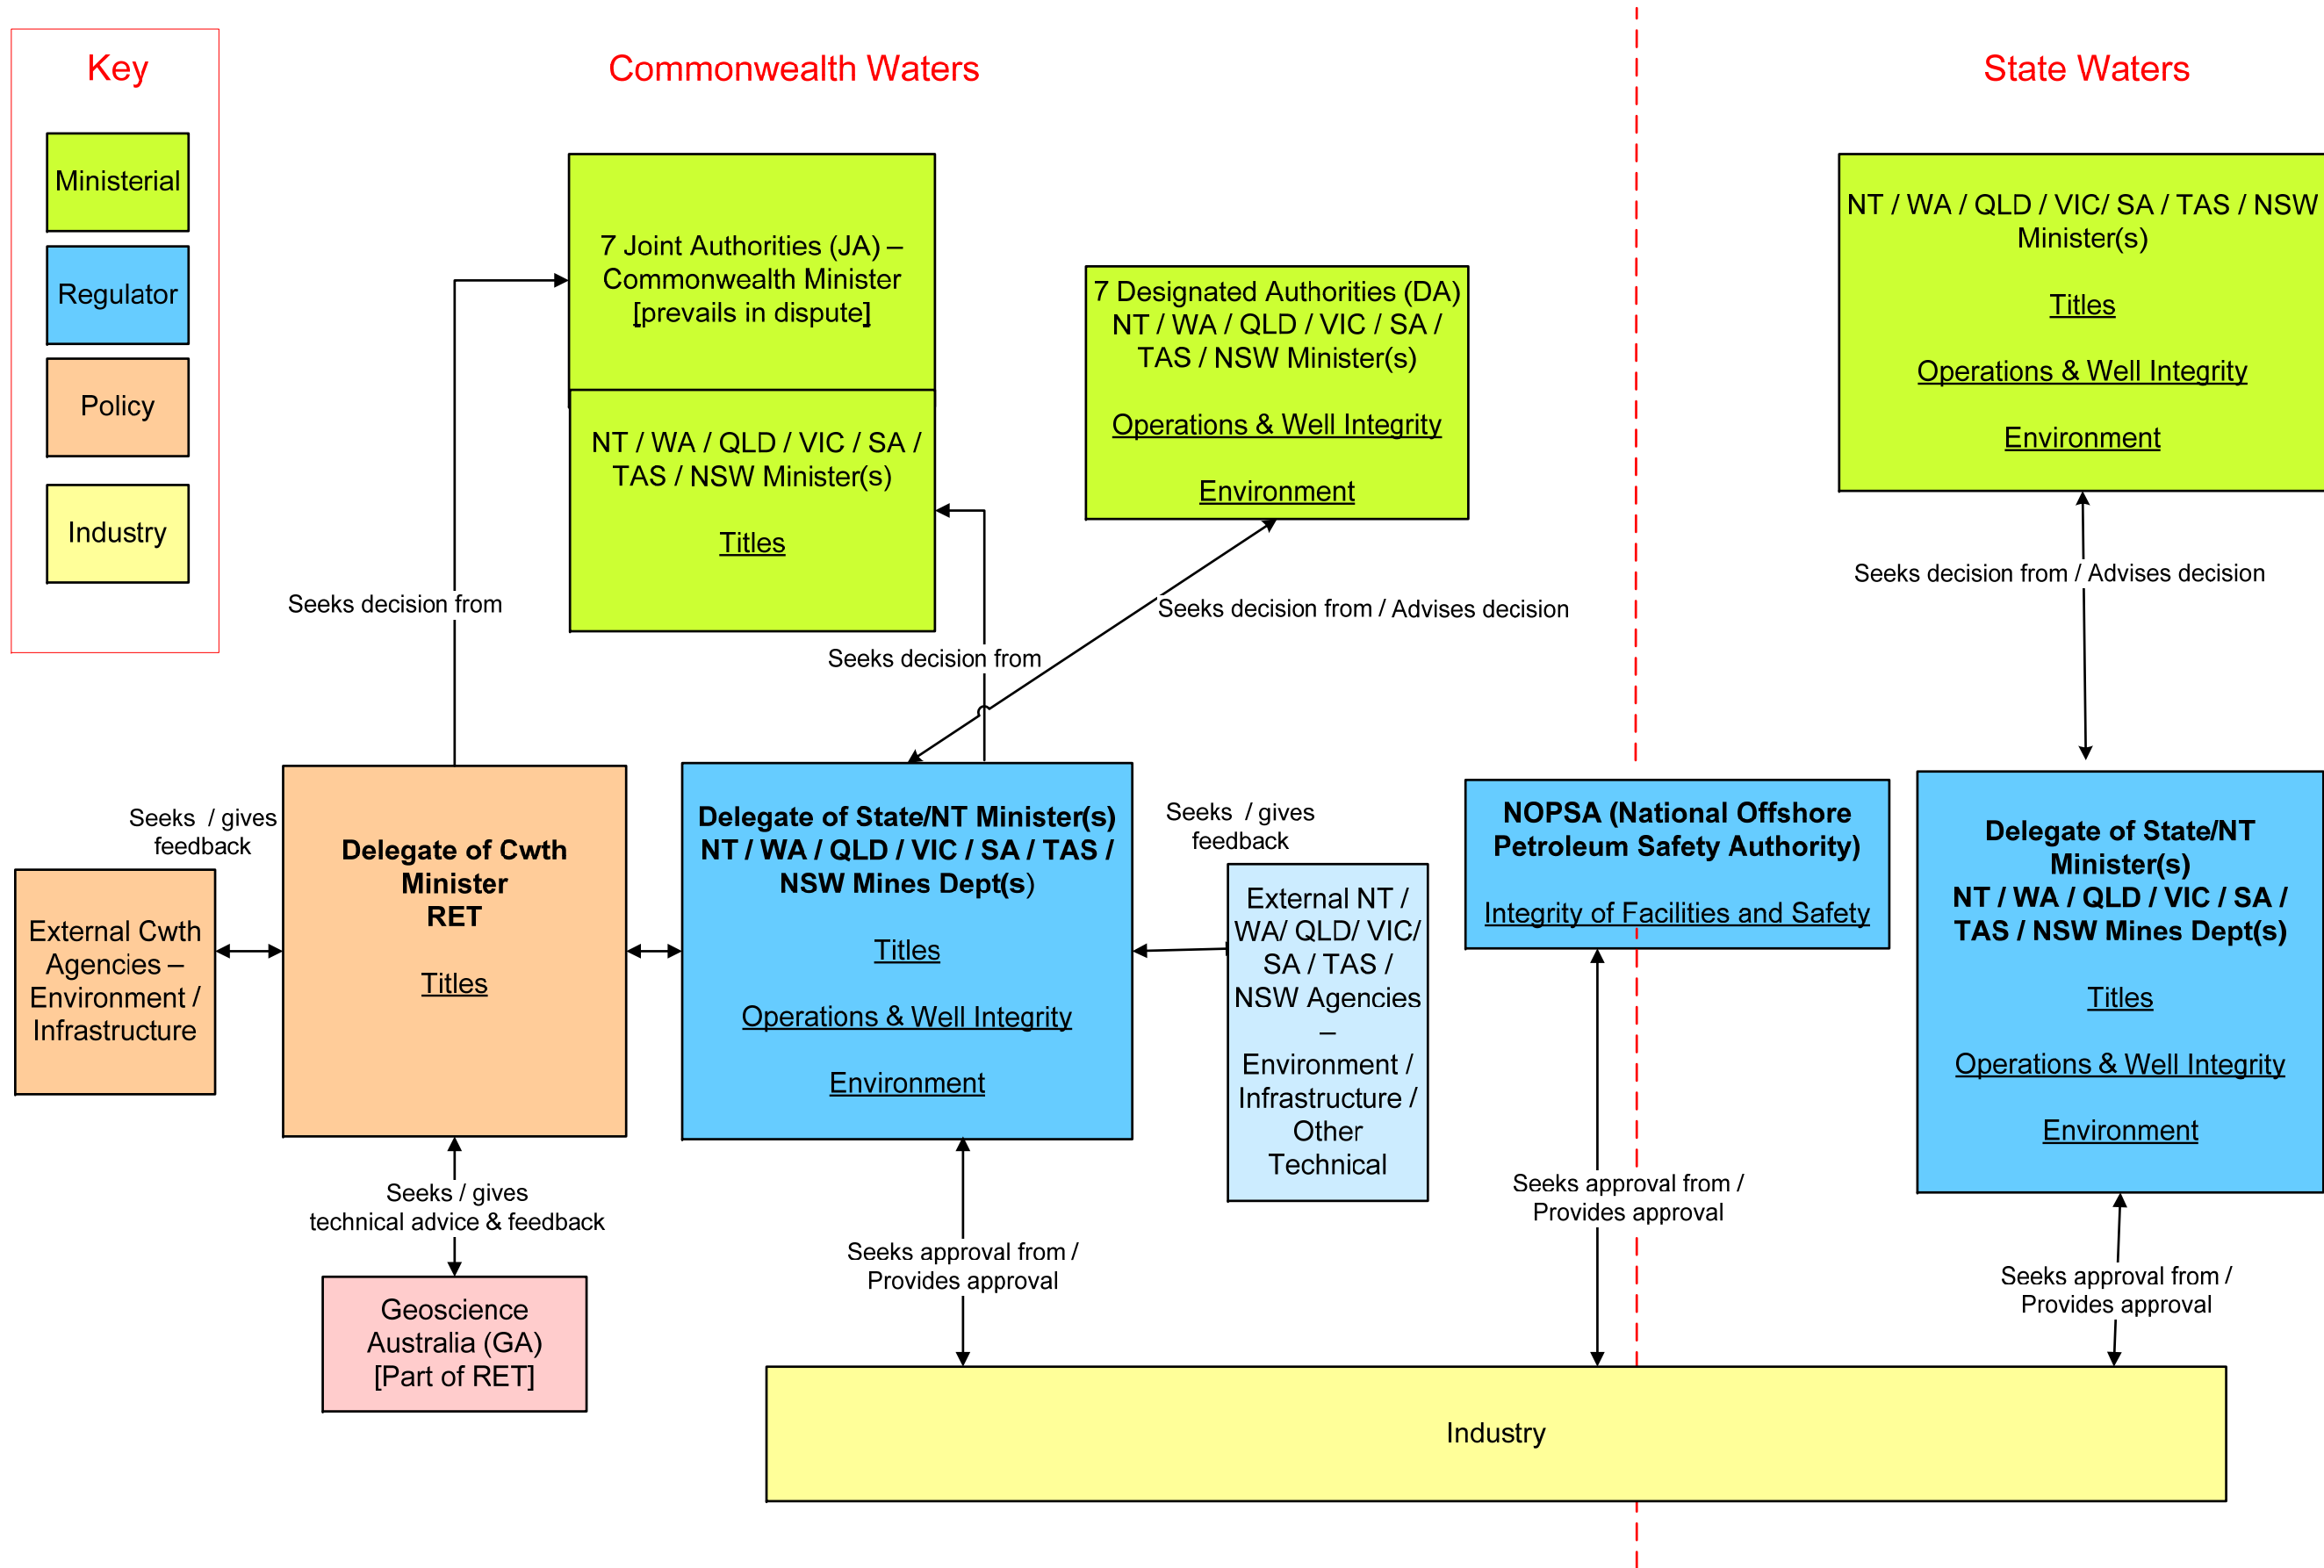 Key
Ministerial
Regulator
Policy
Industry
Commonwealth Waters
State Waters
7 Joint Authorities (JA) –
Commonwealth Minister
[prevails in dispute]
NT / WA / QLD / VIC / SA /
TAS / NSW Minister(s)
Titles
7 Designated Authorities (DA)
NT / WA / QLD / VIC / SA /
TAS / NSW Minister(s)
Operations & Well Integrity
Environment
NT / WA / QLD / VIC/ SA / TAS / NSW
Minister(s)
Titles
Operations & Well Integrity
Environment
Seeks decision from
Seeks decision from
Seeks decision from / Advises decision
Seeks decision from / Advises decision
Seeks / gives
feedback
External Cwth
Agencies –
Environment /
Infrastructure
Delegate of Cwth
Minister
RET
Titles
Delegate of State/NT Minister(s)
NT / WA / QLD / VIC / SA / TAS /
NSW Mines Dept(s)
Titles
Operations & Well Integrity
Environment
Seeks / gives
feedback
External NT /
WA/ QLD/ VIC/
SA / TAS /
NSW Agencies
–
Environment /
Infrastructure /
Other
Technical
NOPSA (National Offshore
Petroleum Safety Authority)
Integrity of Facilities and Safety
Delegate of State/NT
Minister(s)
NT / WA / QLD / VIC / SA /
TAS / NSW Mines Dept(s)
Titles
Operations & Well Integrity
Environment
Seeks / gives
technical advice & feedback
Seeks approval from /
Provides approval
Seeks approval from /
Provides approval
Seeks approval from /
Provides approval
Geoscience
Australia (GA)
[Part of RET]
Industry